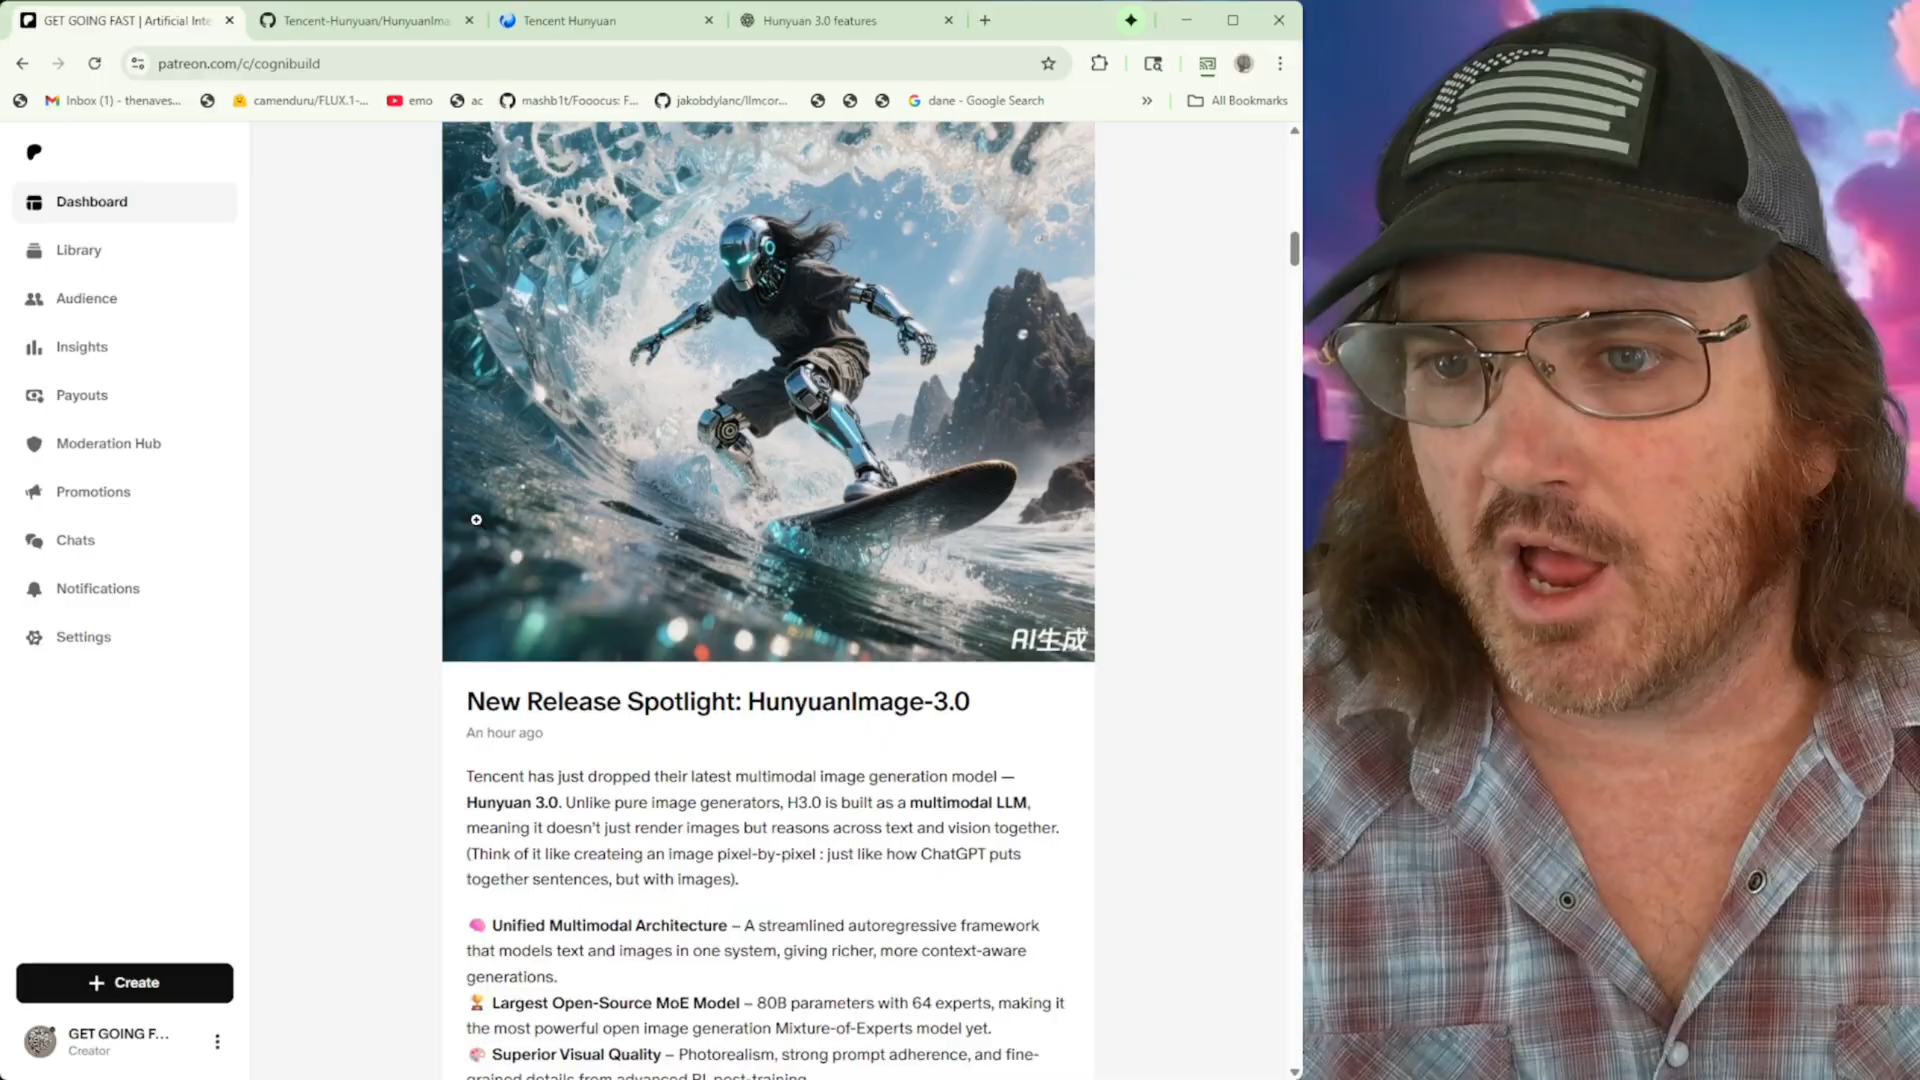 GET GOING FAST | Artificial Inte
Tencent-Hunyuan/HunyuanIma
Tencent Hunyuan
Hunyuan 3.0 features
patreon.com/c/cognibuild
Inbox (1) - thenaves...
camenduru/FLUX.1-...
emo
ac
mashb1t/Fooocus: F...
jakobdylanc/llmcor...
dane - Google Search
All Bookmarks
Dashboard
Library
Audience
Insights
Payouts
Moderation Hub
Promotions
Chats
Notifications
Settings
Create
GET GOING F...
Creator
AI生成
New Release Spotlight: HunyuanImage-3.0
An hour ago
Tencent has just dropped their latest multimodal image generation model —
Hunyuan 3.0. Unlike pure image generators, H3.0 is built as a multimodal LLM,
meaning it doesn't just render images but reasons across text and vision together.
(Think of it like createing an image pixel-by-pixel : just like how ChatGPT puts
together sentences, but with images).
🧠 Unified Multimodal Architecture – A streamlined autoregressive framework
that models text and images in one system, giving richer, more context-aware
generations.
🏆 Largest Open-Source MoE Model – 80B parameters with 64 experts, making it
the most powerful open image generation Mixture-of-Experts model yet.
🎨 Superior Visual Quality – Photorealism, strong prompt adherence, and fine-
grained details from advanced RL post-training.